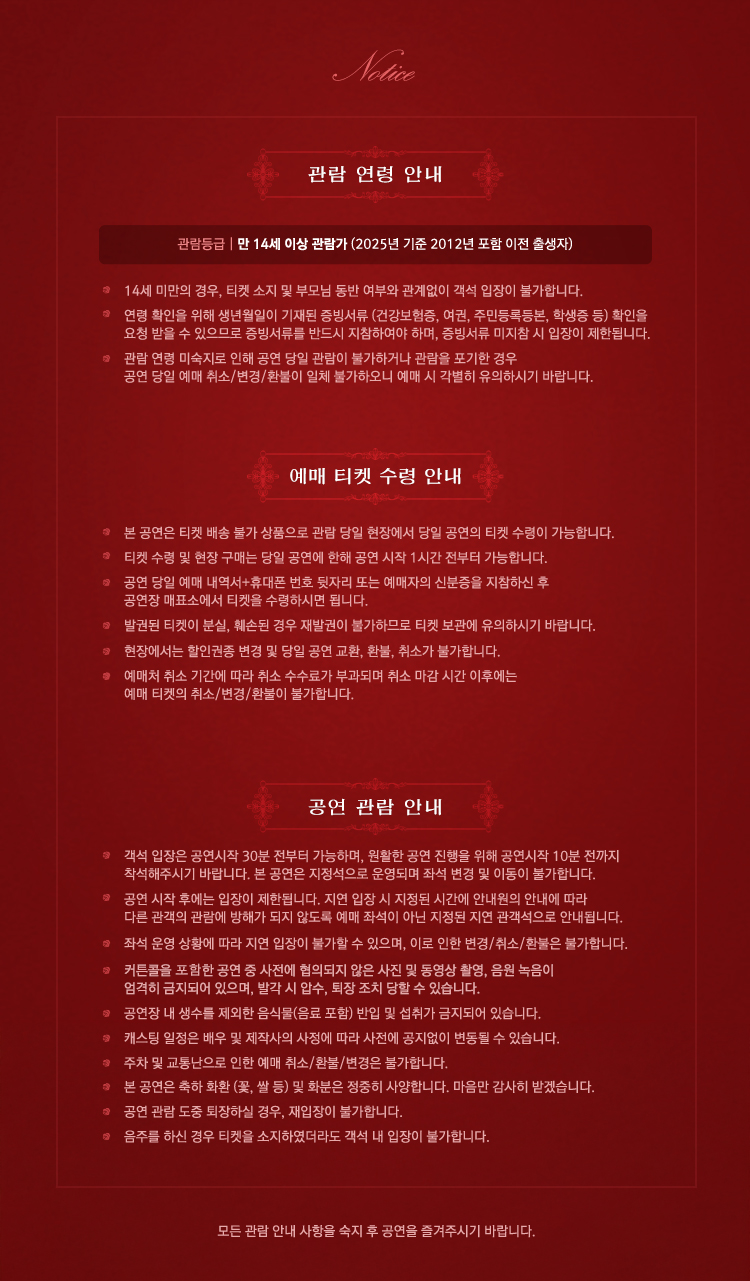 Notice
관람 연령 안내
관람등급 | 만 14세 이상 관람가 (2025년 기준 2012년 포함 이전 출생자)
14세 미만의 경우, 티켓 소지 및 부모님 동반 여부와 관계없이 객석 입장이 불가합니다.
연령 확인을 위해 생년월일이 기재된 증빙서류 (건강보험증, 여권, 주민등록등본, 학생증 등) 확인을
요청 받을 수 있으므로 증빙서류를 반드시 지참하여야 하며, 증빙서류 미지참 시 입장이 제한됩니다.
관람 연령 미숙지로 인해 공연 당일 관람이 불가하거나 관람을 포기한 경우
공연 당일 예매 취소/변경/환불이 일체 불가하오니 예매 시 각별히 유의하시기 바랍니다.
예매 티켓 수령 안내
본 공연은 티켓 배송 불가 상품으로 관람 당일 현장에서 당일 공연의 티켓 수령이 가능합니다.
티켓 수령 및 현장 구매는 당일 공연에 한해 공연 시작 1시간 전부터 가능합니다.
공연 당일 예매 내역서+휴대폰 번호 뒷자리 또는 예매자의 신분증을 지참하신 후
공연장 매표소에서 티켓을 수령하시면 됩니다.
발권된 티켓이 분실, 훼손된 경우 재발권이 불가하므로 티켓 보관에 유의하시기 바랍니다.
현장에서는 할인권종 변경 및 당일 공연 교환, 환불, 취소가 불가합니다.
예매처 취소 기간에 따라 취소 수수료가 부과되며 취소 마감 시간 이후에는
예매 티켓의 취소/변경/환불이 불가합니다.
공연 관람 안내
객석 입장은 공연시작 30분 전부터 가능하며, 원활한 공연 진행을 위해 공연시작 10분 전까지
착석해주시기 바랍니다. 본 공연은 지정석으로 운영되며 좌석 변경 및 이동이 불가합니다.
공연 시작 후에는 입장이 제한됩니다. 지연 입장 시 지정된 시간에 안내원의 안내에 따라
다른 관객의 관람에 방해가 되지 않도록 예매 좌석이 아닌 지정된 지연 관객석으로 안내됩니다.
좌석 운영 상황에 따라 지연 입장이 불가할 수 있으며, 이로 인한 변경/취소/환불은 불가합니다.
커튼콜을 포함한 공연 중 사전에 협의되지 않은 사진 및 동영상 촬영, 음원 녹음이
엄격히 금지되어 있으며, 발각 시 압수, 퇴장 조치 당할 수 있습니다.
공연장 내 생수를 제외한 음식물(음료 포함) 반입 및 섭취가 금지되어 있습니다.
캐스팅 일정은 배우 및 제작사의 사정에 따라 사전에 공지없이 변동될 수 있습니다.
주차 및 교통난으로 인한 예매 취소/환불/변경은 불가합니다.
본 공연은 축하 화환 (꽃, 쌀 등) 및 화분은 정중히 사양합니다. 마음만 감사히 받겠습니다.
공연 관람 도중 퇴장하실 경우, 재입장이 불가합니다.
음주를 하신 경우 티켓을 소지하였더라도 객석 내 입장이 불가합니다.
모든 관람 안내 사항을 숙지 후 공연을 즐겨주시기 바랍니다.